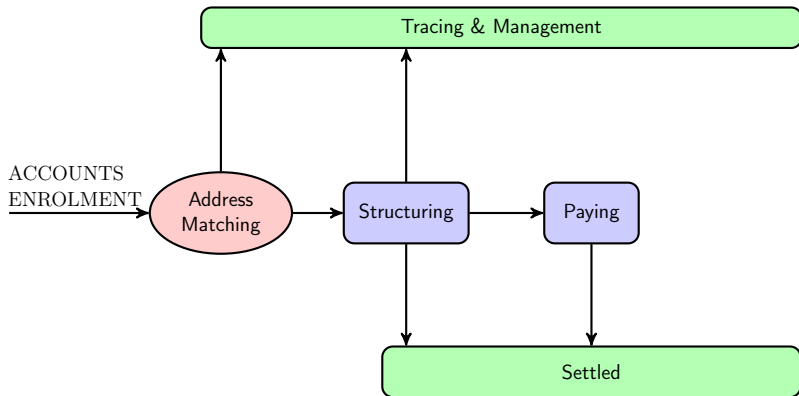 Tracing & Management
ACCOUNTS
ENROLMENT
Address
Matching
Structuring
Paying
Settled